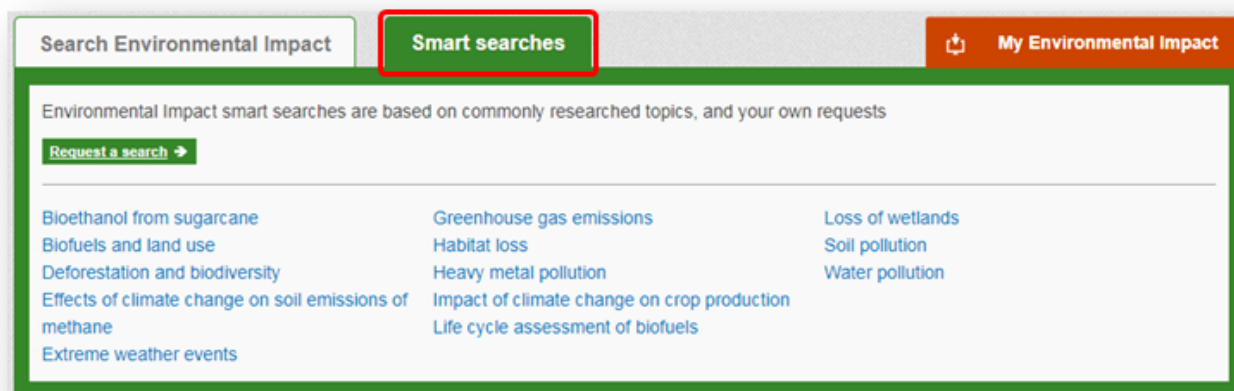 Search Environmental Impact
Smart searches
My Environmental Impact
Environmental Impact smart searches are based on commonly researched topics, and your own requests
Request a search →
Bioethanol from sugarcane
Biofuels and land use
Deforestation and biodiversity
Effects of climate change on soil emissions of
methane
Extreme weather events
Greenhouse gas emissions
Habitat loss
Heavy metal pollution
Impact of climate change on crop production
Life cycle assessment of biofuels
Loss of wetlands
Soil pollution
Water pollution